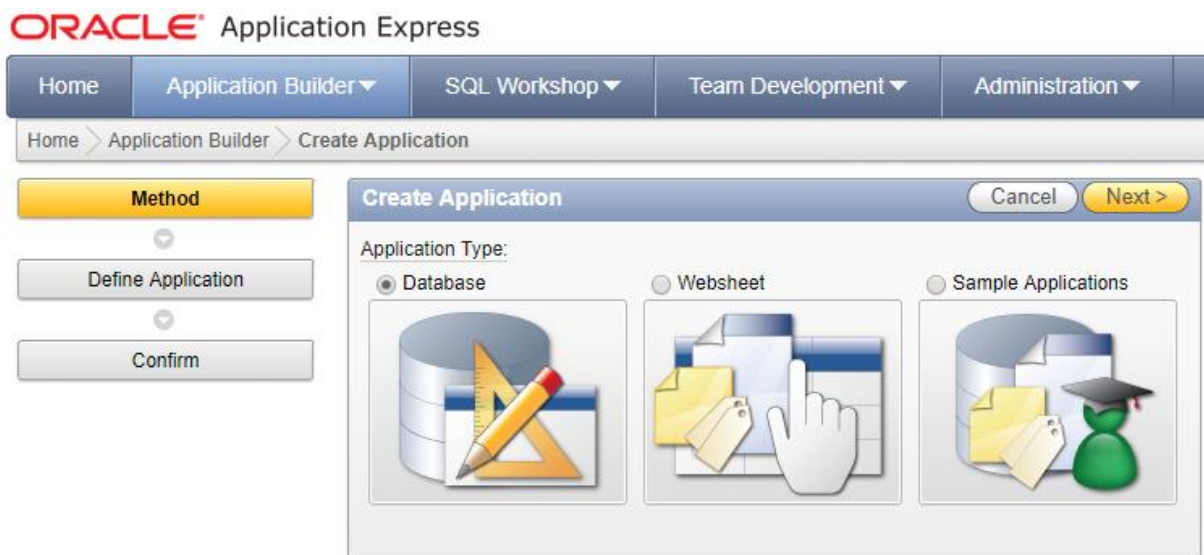 ORACLE Application Express
Home Application Builder SQL Workshop Team Development Administration
Home Application Builder Create Application
Method
Define Application
Confirm
Create Application Cancel Next >
Application Type:
Database Websheet Sample Applications